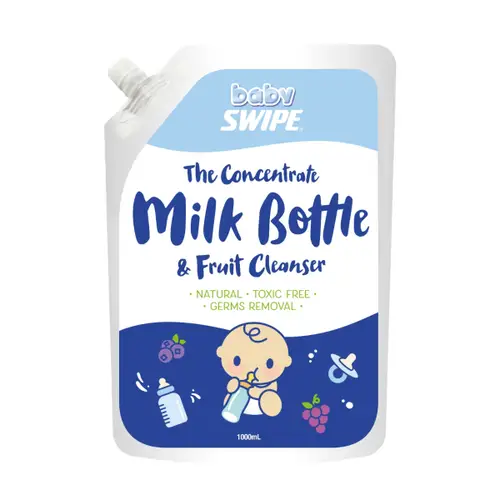 baby
SWIPE®
The Concentrate
Milk Bottle
& Fruit Cleanser
• NATURAL • TOXIC FREE •
• GERMS REMOVAL •
1000mL